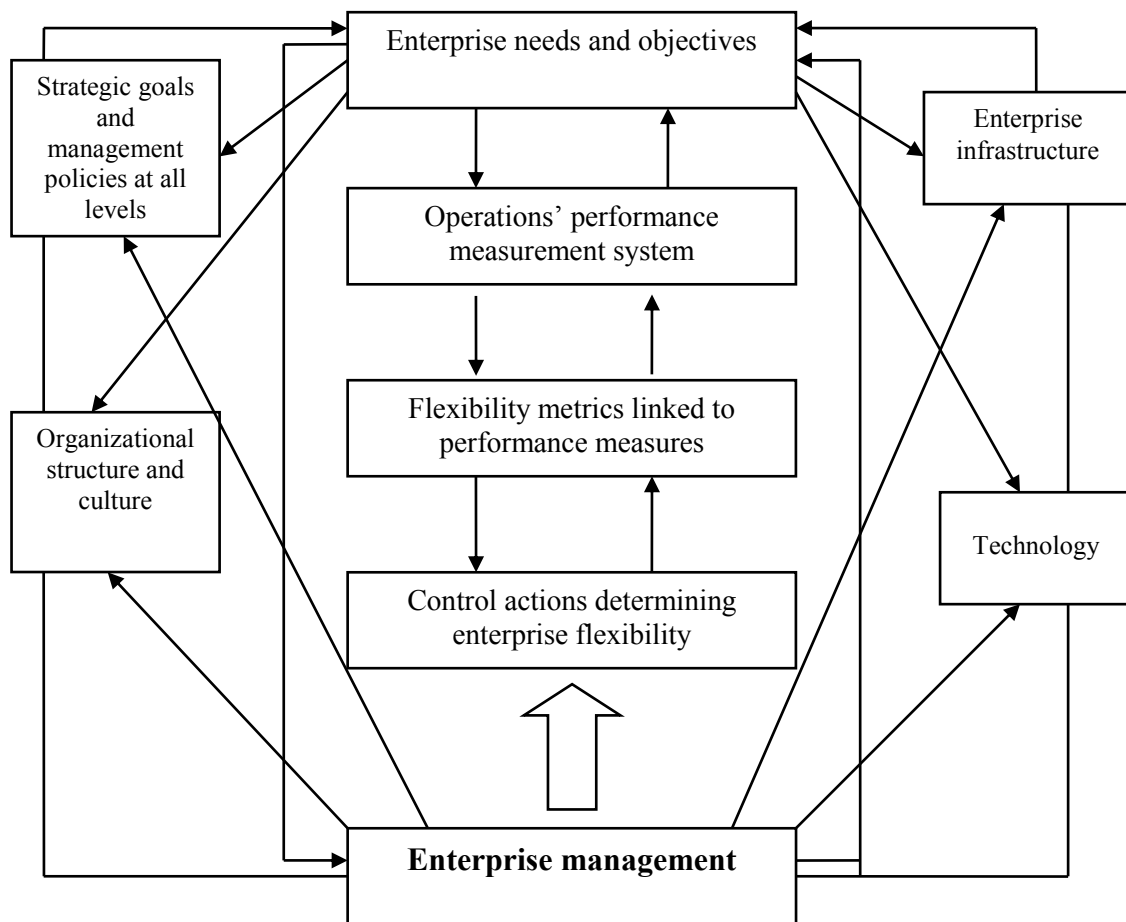 Enterprise needs and objectives
Strategic goals
and
management
policies at all
levels
Enterprise
infrastructure
Operations’ performance
measurement system
Flexibility metrics linked to
performance measures
Organizational
structure and
culture
Technology
Control actions determining
enterprise flexibility
Enterprise management